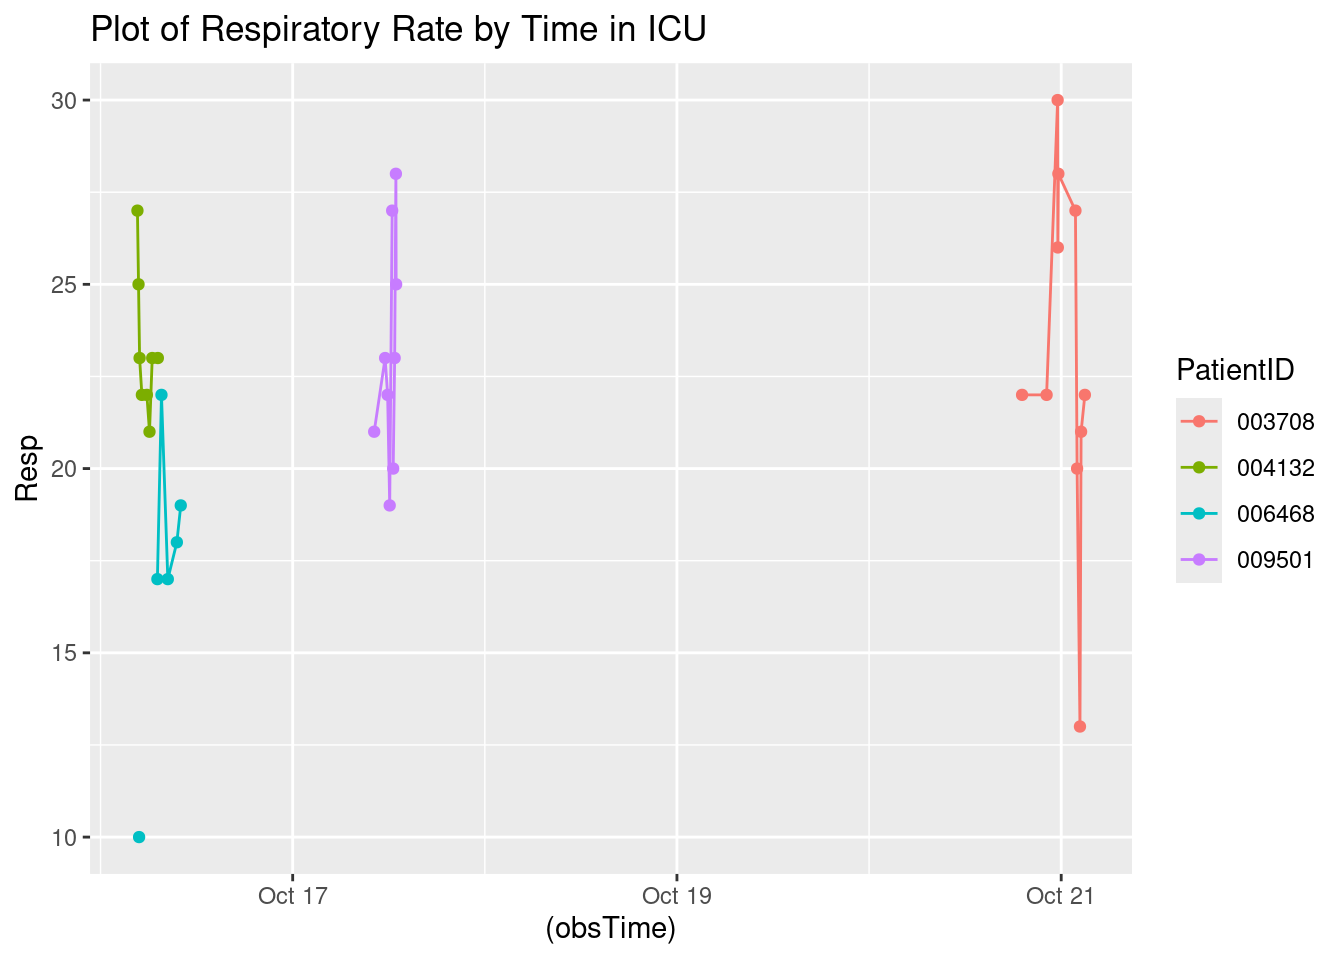 Plot of Respiratory Rate by Time in ICU
30
25
20
15
10
Resp
Oct 17
Oct 19
Oct 21
(obsTime)
PatientID
003708
004132
006468
009501